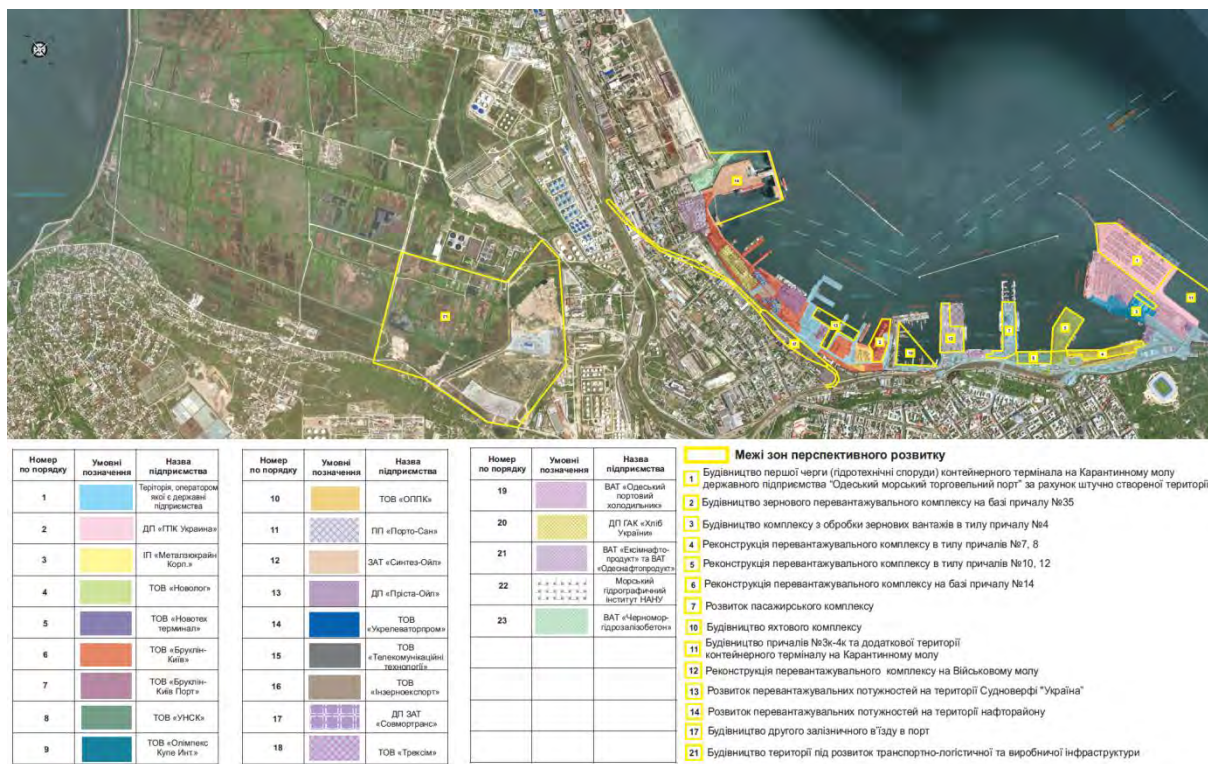 Номер
по порядку
Умовні
позначення
Назва
підприємства
1
Теріторія, оператором
якої є державні
підприємства
2
ДП «ГПК Украина»
3
ІП «Металзюкрайн
Корп.»
4
ТОВ «Новолог»
5
ТОВ «Новотех
термінал»
6
ТОВ «Бруклін-
Київ»
7
ТОВ «Бруклін-
Київ Порт»
8
ТОВ «УНСК»
9
ТОВ «Олімпекс
Купе Инт.»
Номер
по порядку
Умовні
позначення
Назва
підприємства
10
ТОВ «ОППК»
11
ПП «Порто-Сан»
12
ЗАТ «Синтез-Ойл»
13
ДП «Пріста-Ойл»
14
ТОВ
«Укрелеваторпром»
15
ТОВ
«Телекомунікаційні
технології»
16
ТОВ
«Інзерноекспорт»
17
ДП ЗАТ
«Совмортранс»
18
ТОВ «Трексім»
Номер
по порядку
Умовні
позначення
Назва
підприємства
19
ВАТ «Одеський
портовий
холодильник»
20
ДП ГАК «Хліб
України»
21
ВАТ «Ексімнафто-
продукт» та ВАТ
«Одеснафтопродукт»
22
Морський
гідрографичний
інститут НАНУ
23
ВАТ «Черномор-
гідрозалізобетон»
Межі зон перспективного розвитку
1 Будівництво першої черги (гідротехнічні споруди) контейнерного термінала на Карантинному молу
державного підприємства "Одеський морський торговельний порт" за рахунок штучно створеної території
2 Будівництво зернового перевантажувального комплексу на базі причалу №35
3 Будівництво комплексу з обробки зернових вантажів в тилу причалу №4
4 Реконструкція перевантажувального комплексу в тилу причалів №7, 8
5 Реконструкція перевантажувального комплексу в тилу причалів №10, 12
6 Реконструкція перевантажувального комплексу на базі причалу №14
7 Розвиток пасажирського комплексу
10 Будівництво яхтового комплексу
11 Будівництво причалів №3к-4к та додаткової території
контейнерного терміналу на Карантинному молу
12 Реконструкція перевантажувального комплексу на Військовому молу
13 Розвиток перевантажувальних потужностей на території Судноверфі "Україна"
14 Розвиток перевантажувальних потужностей на території нафторайону
17 Будівництво другого залізничного в'їзду в порт
21 Будівництво території під розвиток транспортно-логістичної та виробничої інфраструктури